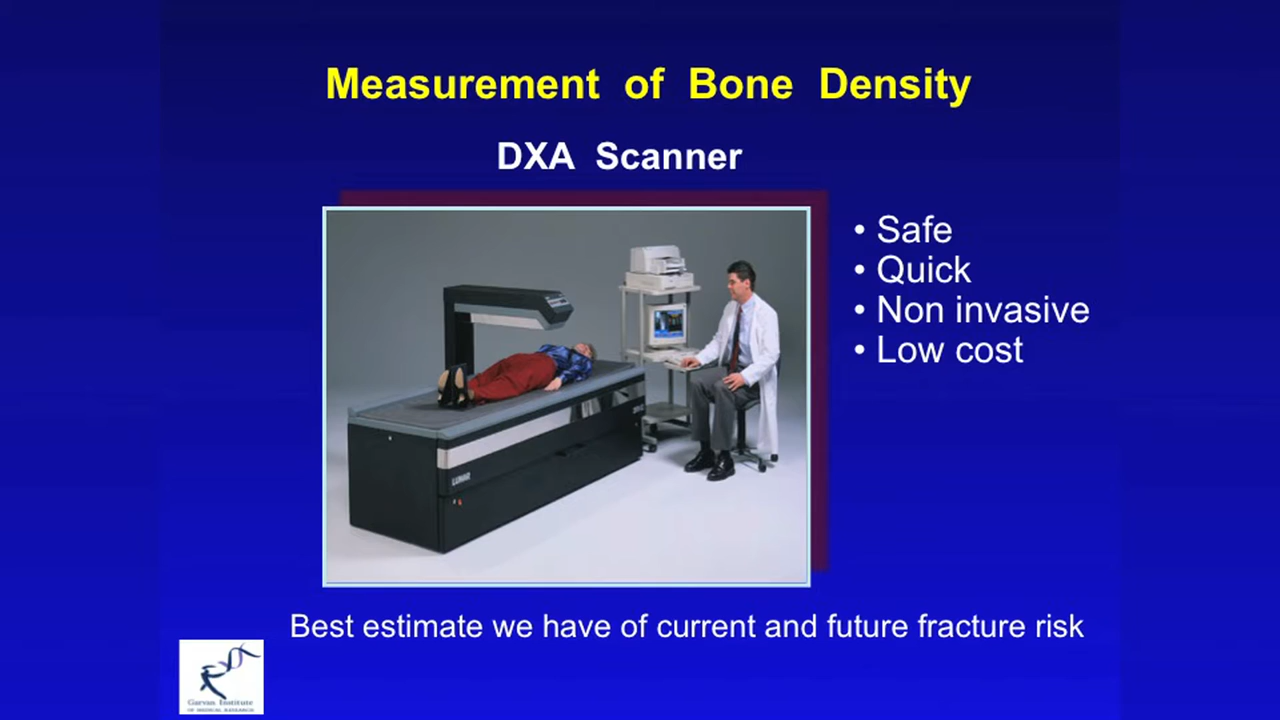 Measurement of Bone Density
DXA Scanner
• Safe
• Quick
• Non invasive
• Low cost
LUNAR
Best estimate we have of current and future fracture risk
Garvan Institute
OF MEDICAL RESEARCH